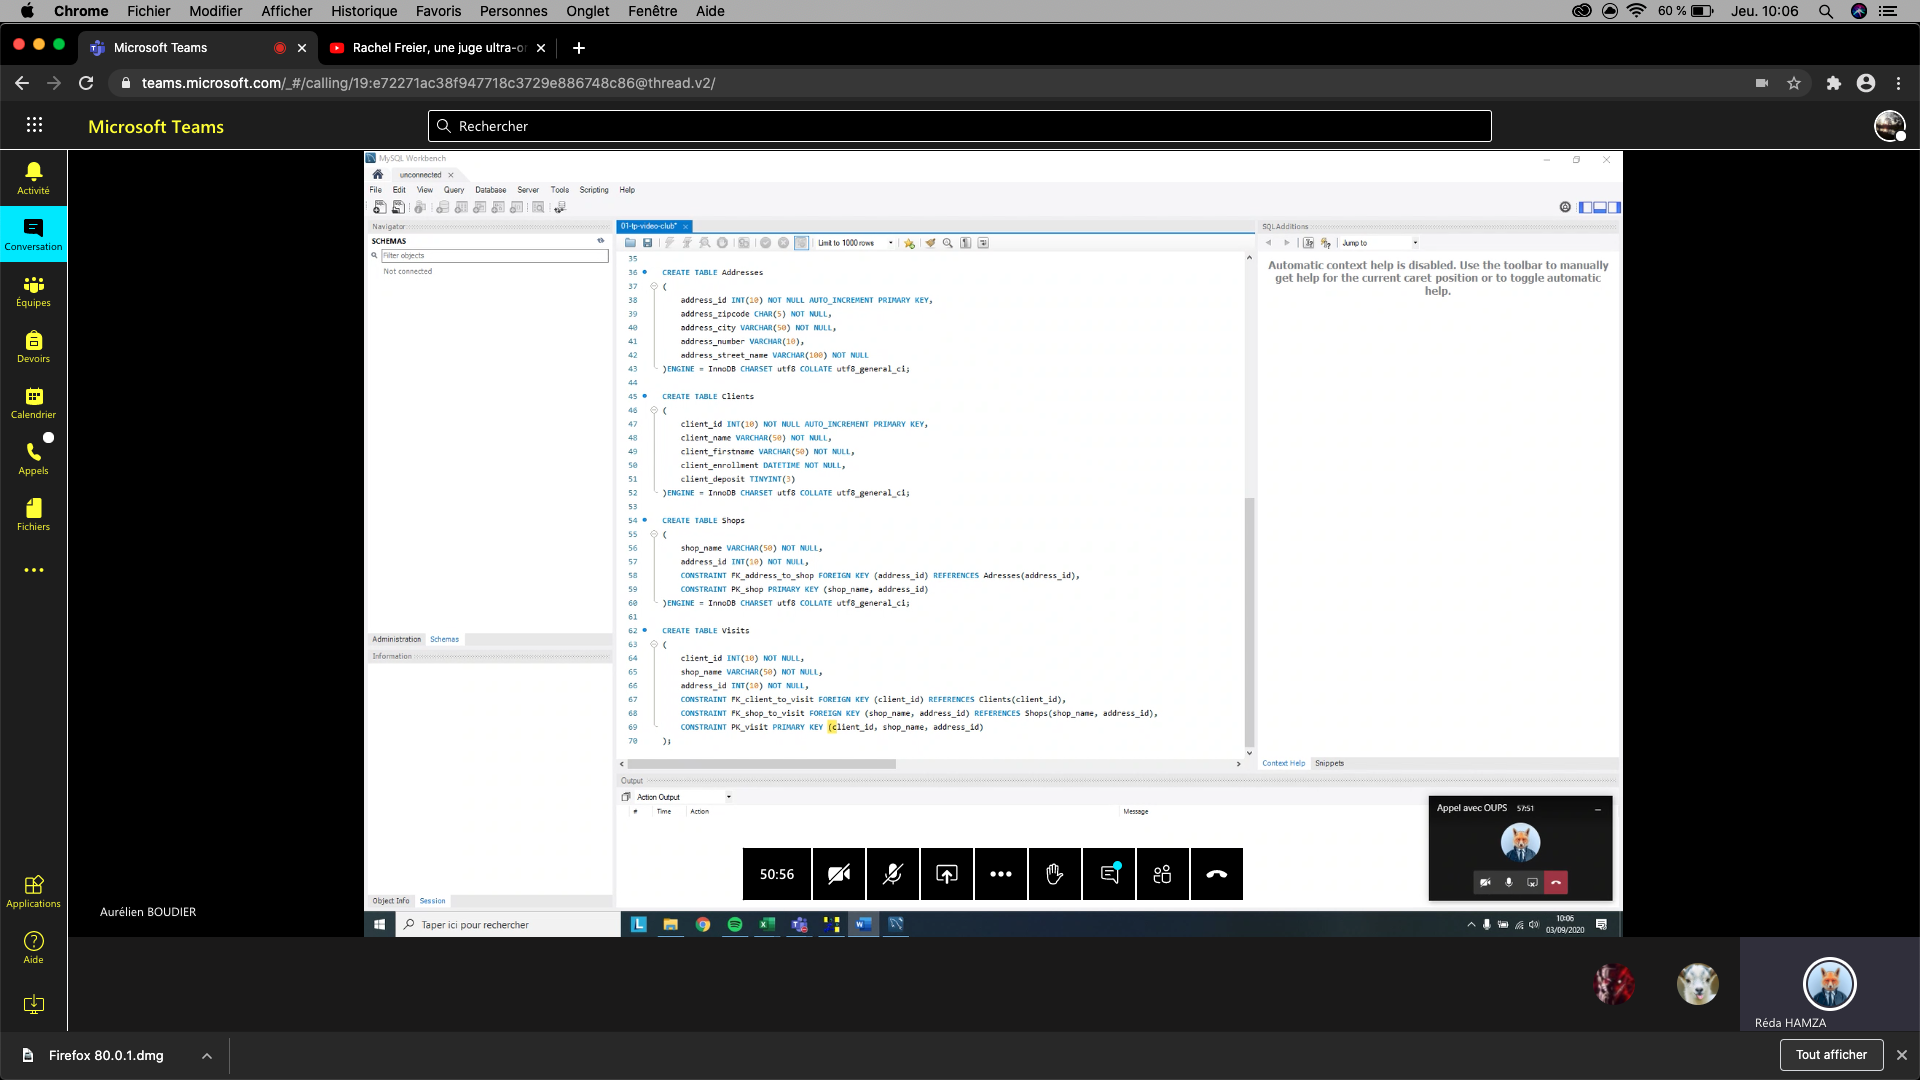 Chrome Fichier Modifier Afficher Historique Favoris Personnes Onglet Fenêtre Aide 60 % Jeu. 10:06
Microsoft Teams Rachel Freier, une juge ultra-or
teams.microsoft.com/_#/calling/19:e72271ac38f947718c3729e886748c86@thread.v2/
Microsoft Teams Rechercher
Activité
Conversation
Équipes
Devoirs
Calendrier
Appels
Fichiers
Applications
Aide
MySQL Workbench
unconnected
File Edit View Query Database Server Tools Scripting Help
Navigator
SCHEMAS
Filter objects
Not connected
Administration Schemas
Information
Object Info Session
01-tp-video-club*
Limit to 1000 rows
35
36 CREATE TABLE Addresses
37 (
38 address_id INT(10) NOT NULL AUTO_INCREMENT PRIMARY KEY,
39 address_zipcode CHAR(5) NOT NULL,
40 address_city VARCHAR(50) NOT NULL,
41 address_number VARCHAR(10),
42 address_street_name VARCHAR(100) NOT NULL
43 )ENGINE = InnoDB CHARSET utf8 COLLATE utf8_general_ci;
44
45 CREATE TABLE Clients
46 (
47 client_id INT(10) NOT NULL AUTO_INCREMENT PRIMARY KEY,
48 client_name VARCHAR(50) NOT NULL,
49 client_firstname VARCHAR(50) NOT NULL,
50 client_enrollment DATETIME NOT NULL,
51 client_deposit TINYINT(3)
52 )ENGINE = InnoDB CHARSET utf8 COLLATE utf8_general_ci;
53
54 CREATE TABLE Shops
55 (
56 shop_name VARCHAR(50) NOT NULL,
57 address_id INT(10) NOT NULL,
58 CONSTRAINT FK_address_to_shop FOREIGN KEY (address_id) REFERENCES Adresses(address_id),
59 CONSTRAINT PK_shop PRIMARY KEY (shop_name, address_id)
60 )ENGINE = InnoDB CHARSET utf8 COLLATE utf8_general_ci;
61
62 CREATE TABLE Visits
63 (
64 client_id INT(10) NOT NULL,
65 shop_name VARCHAR(50) NOT NULL,
66 address_id INT(10) NOT NULL,
67 CONSTRAINT FK_client_to_visit FOREIGN KEY (client_id) REFERENCES Clients(client_id),
68 CONSTRAINT FK_shop_to_visit FOREIGN KEY (shop_name, address_id) REFERENCES Shops(shop_name, address_id),
69 CONSTRAINT PK_visit PRIMARY KEY (client_id, shop_name, address_id)
70 );
SQLAdditions
Jump to
Automatic context help is disabled. Use the toolbar to manually
get help for the current caret position or to toggle automatic
help.
Context Help Snippets
Output
Action Output
# Time Action Message
Appel avec OUPS 57:51
50:56
Taper ici pour rechercher
10:06
03/09/2020
Aurélien BOUDIER
Réda HAMZA
Firefox 80.0.1.dmg Tout afficher